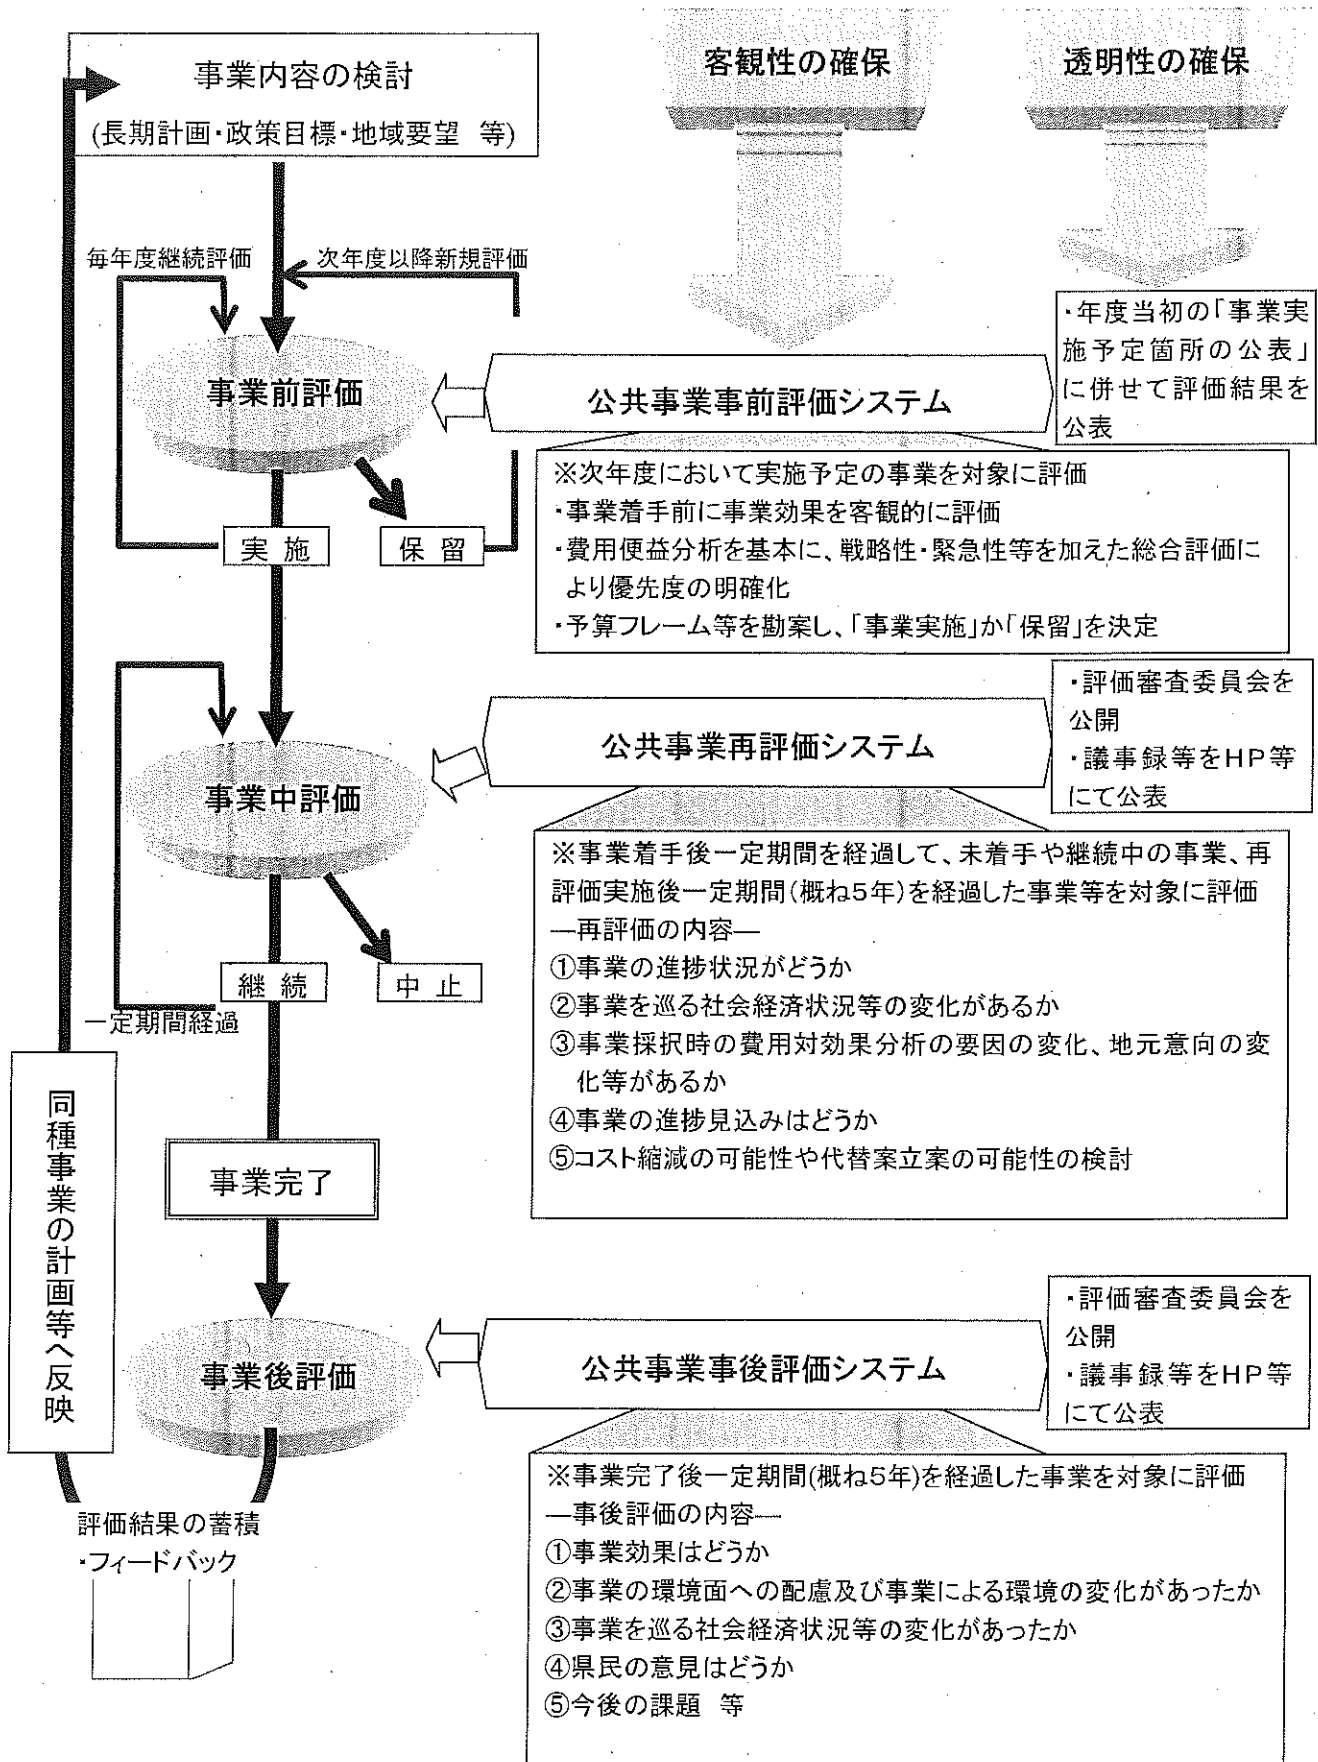 事業内容の検討
(長期計画・政策目標・地域要望 等)
客観性の確保
透明性の確保
毎年度継続評価
次年度以降新規評価
事業前評価
実 施
保 留
公共事業事前評価システム
・年度当初の「事業実
施予定箇所の公表」
に併せて評価結果を
公表
※次年度において実施予定の事業を対象に評価
・事業着手前に事業効果を客観的に評価
・費用便益分析を基本に、戦略性・緊急性等を加えた総合評価に
より優先度の明確化
・予算フレーム等を勘案し、「事業実施」か「保留」を決定
事業中評価
継 続
中 止
一定期間経過
公共事業再評価システム
・評価審査委員会を
公開
・議事録等をHP等
にて公表
※事業着手後一定期間を経過して、未着手や継続中の事業、再
評価実施後一定期間(概ね5年)を経過した事業等を対象に評価
―再評価の内容―
①事業の進捗状況がどうか
②事業を巡る社会経済状況等の変化があるか
③事業採択時の費用対効果分析の要因の変化、地元意向の変
化等があるか
④事業の進捗見込みはどうか
⑤コスト縮減の可能性や代替案立案の可能性の検討
事業完了
同種事業の計画等へ反映
事業後評価
公共事業事後評価システム
・評価審査委員会を
公開
・議事録等をHP等
にて公表
※事業完了後一定期間(概ね5年)を経過した事業を対象に評価
―事後評価の内容―
①事業効果はどうか
②事業の環境面への配慮及び事業による環境の変化があったか
③事業を巡る社会経済状況等の変化があったか
④県民の意見はどうか
⑤今後の課題 等
評価結果の蓄積
・フィードバック